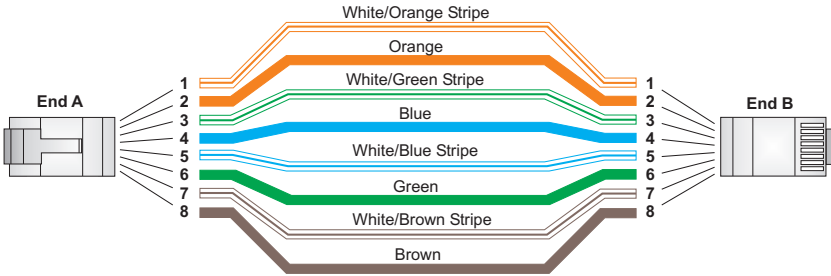 White/Orange Stripe
Orange
White/Green Stripe
Blue
White/Blue Stripe
Green
White/Brown Stripe
Brown
End A
1
2
3
4
5
6
7
8
1
2
3
4
5
6
7
8
End B